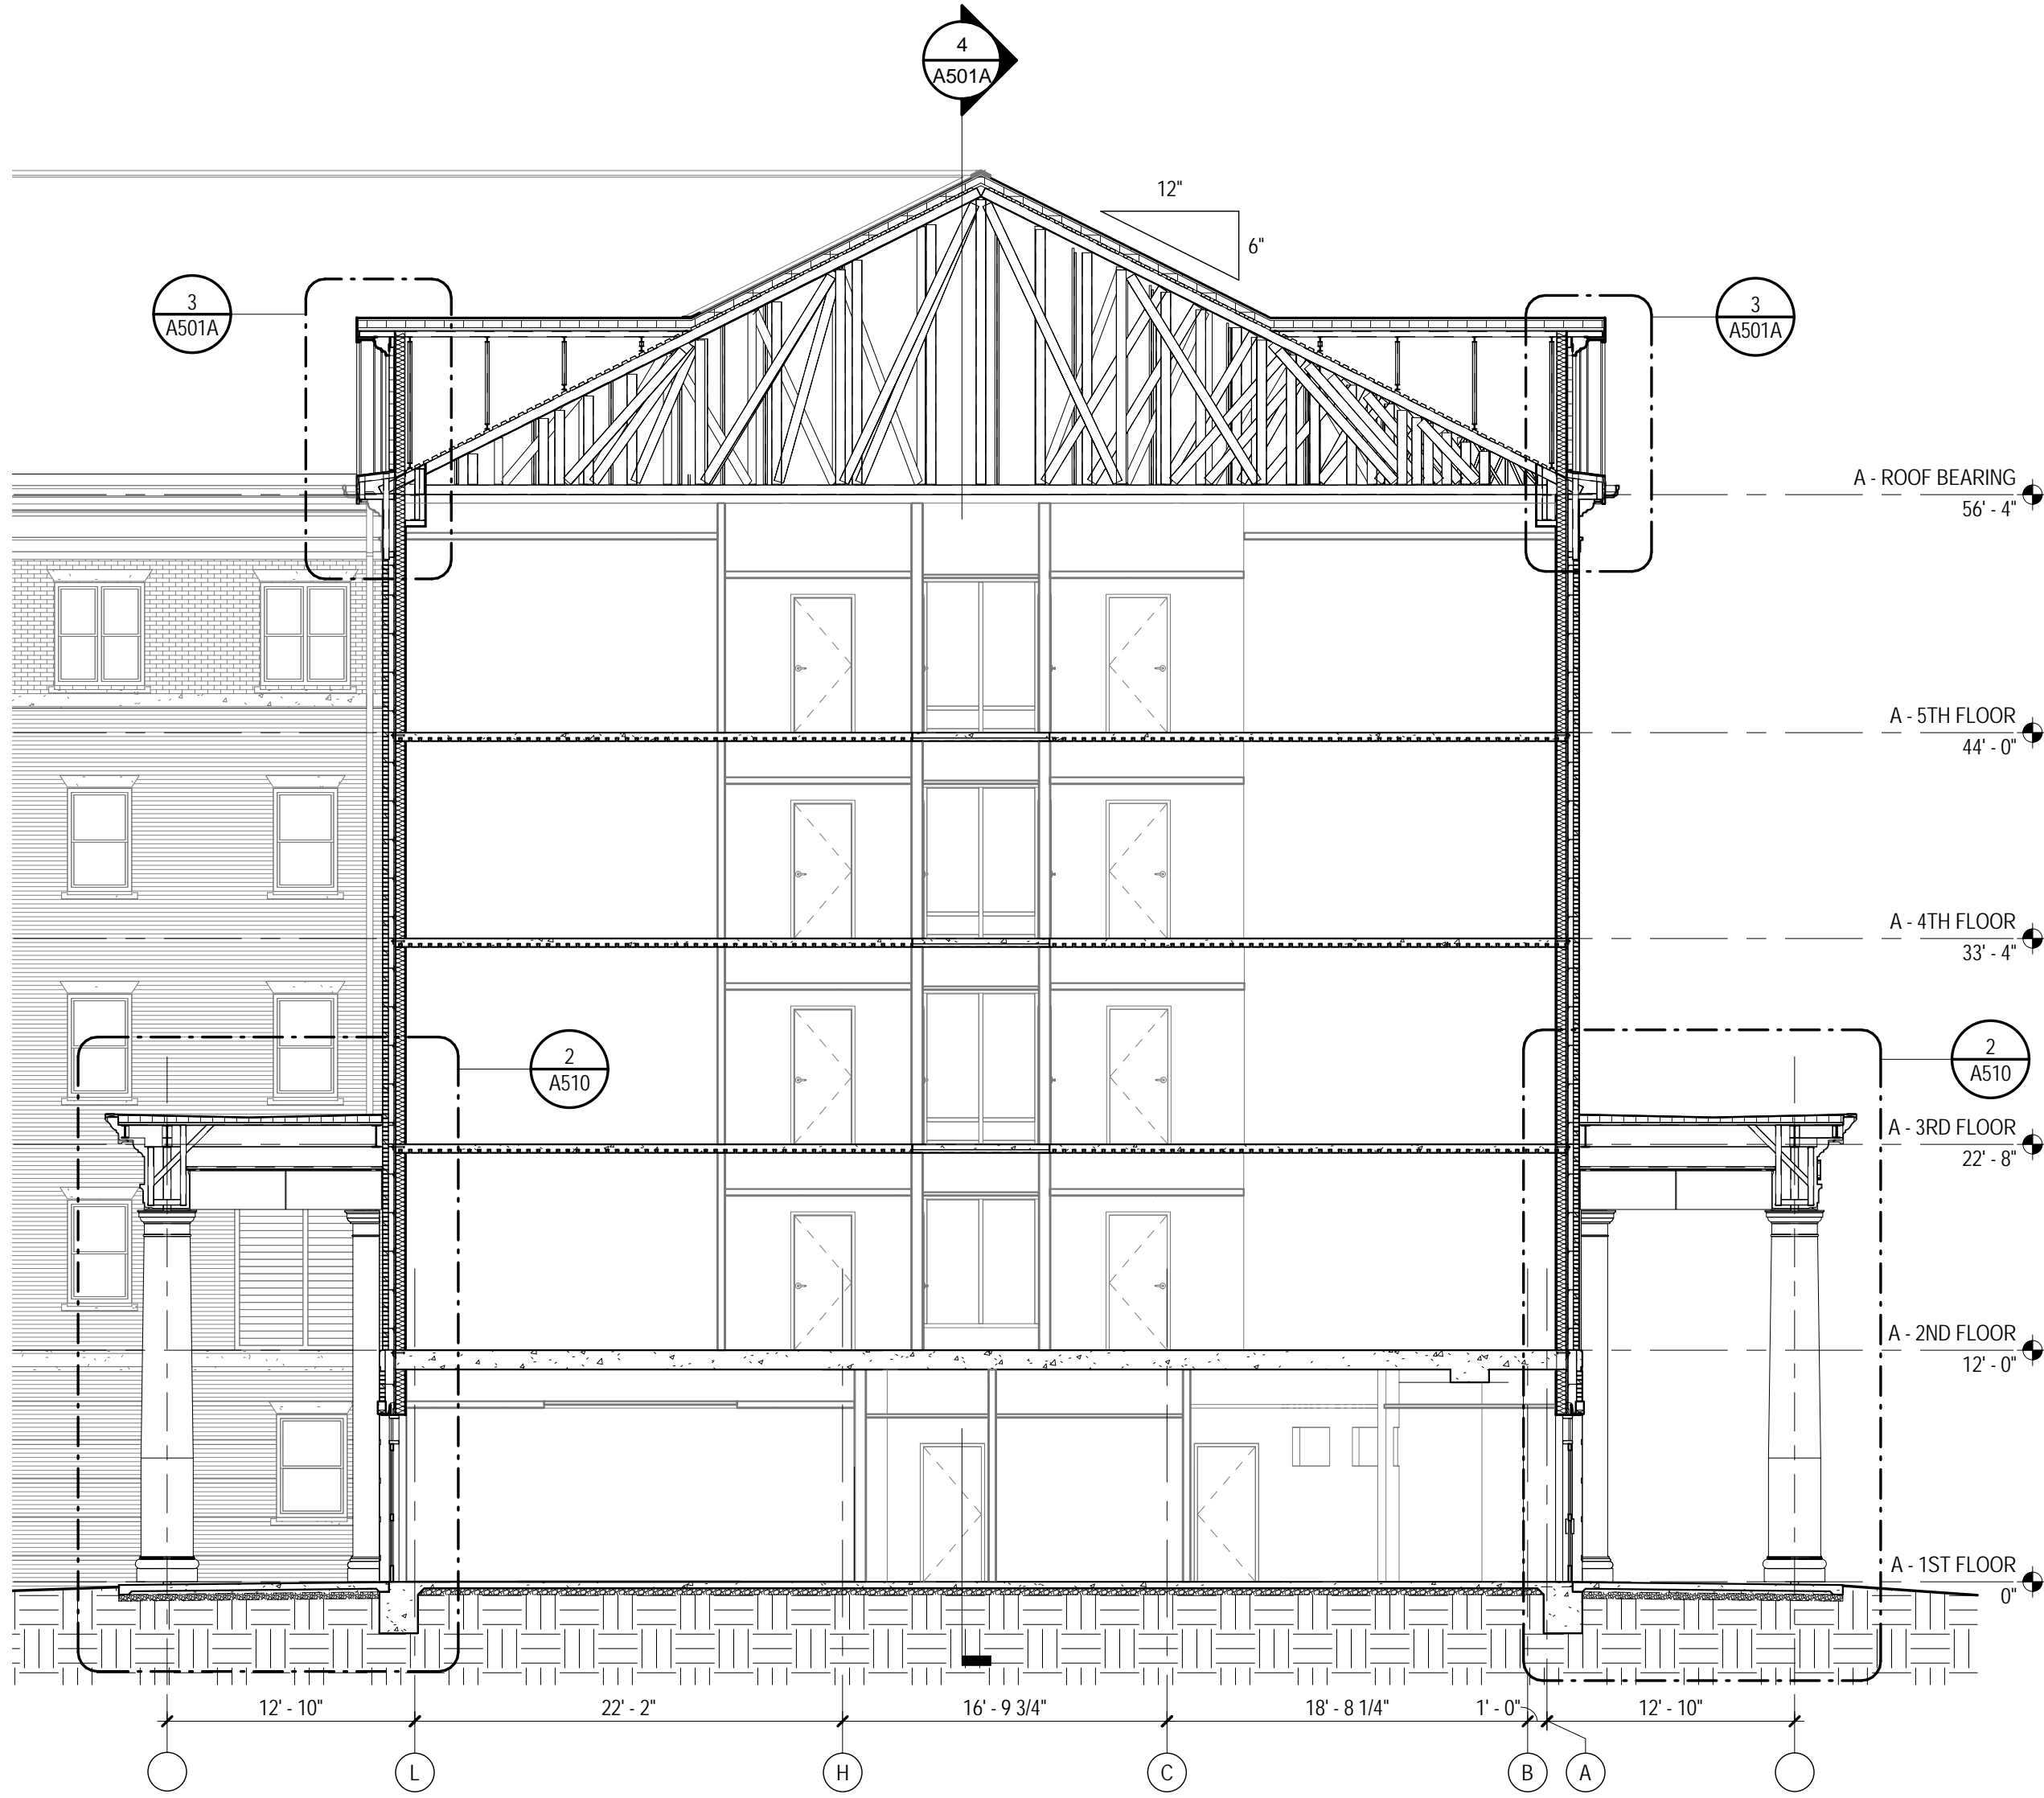 4
A501A
12"
6"
3
A501A
3
A501A
A - ROOF BEARING
56' - 4"
A - 5TH FLOOR
44' - 0"
A - 4TH FLOOR
33' - 4"
2
A510
2
A510
A - 3RD FLOOR
22' - 8"
A - 2ND FLOOR
12' - 0"
A - 1ST FLOOR
0"
12' - 10"
22' - 2"
16' - 9 3/4"
18' - 8 1/4"
1' - 0"
12' - 10"
L
H
C
B
A